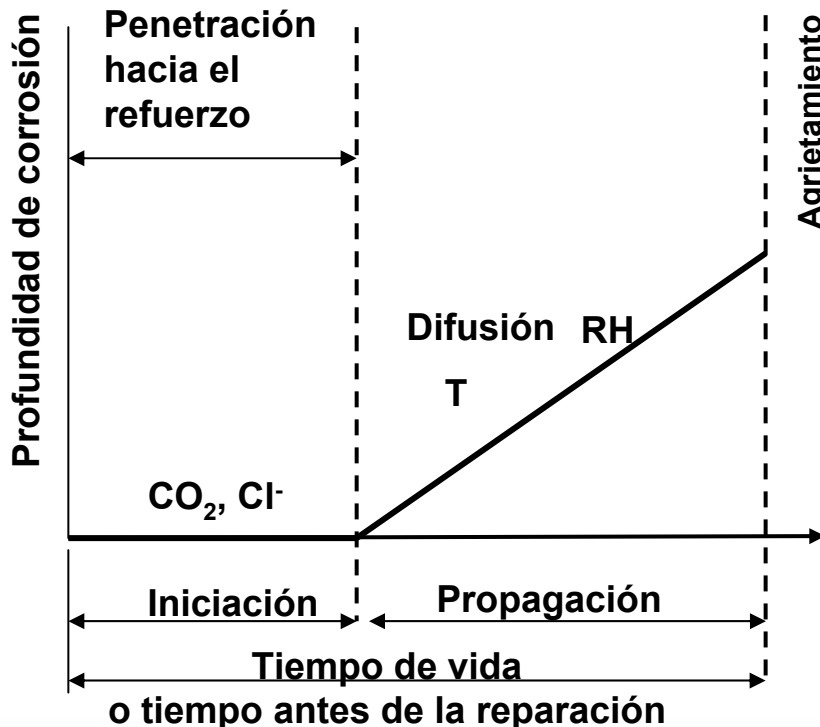 Profundidad de corrosión
Penetración
hacia el
refuerzo
Agrietamiento
Difusión RH
T
CO₂, Cl⁻
Iniciación
Propagación
Tiempo de vida
o tiempo antes de la reparación